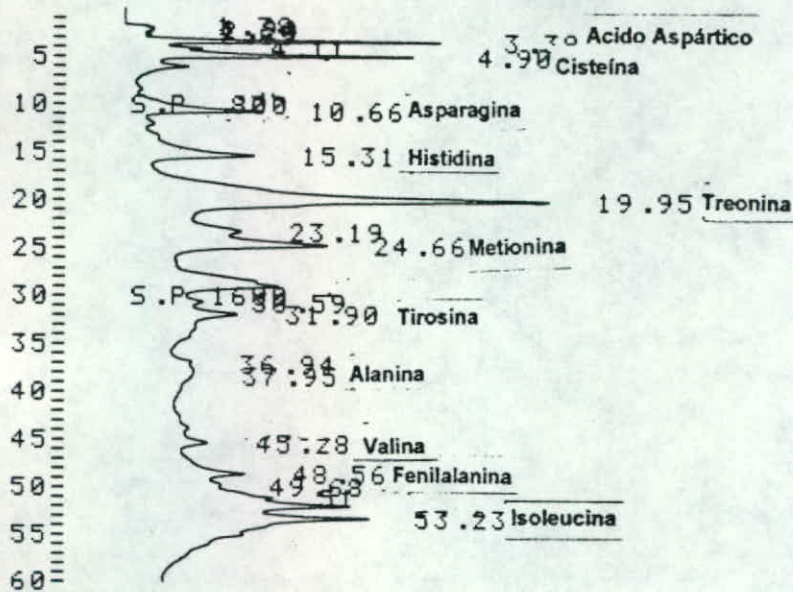 Acido Aspártico
5
4.90 Cisteína
10
S.P 800
10.66 Asparagina
15
15.31 Histidina
20
19.95 Treonina
23.19
25
24.66 Metionina
30
S.P 1600
31.90 Tirosina
35
36.94
37.95 Alanina
40
45
45.28 Valina
48.56 Fenilalanina
50
53.23 Isoleucina
55
60